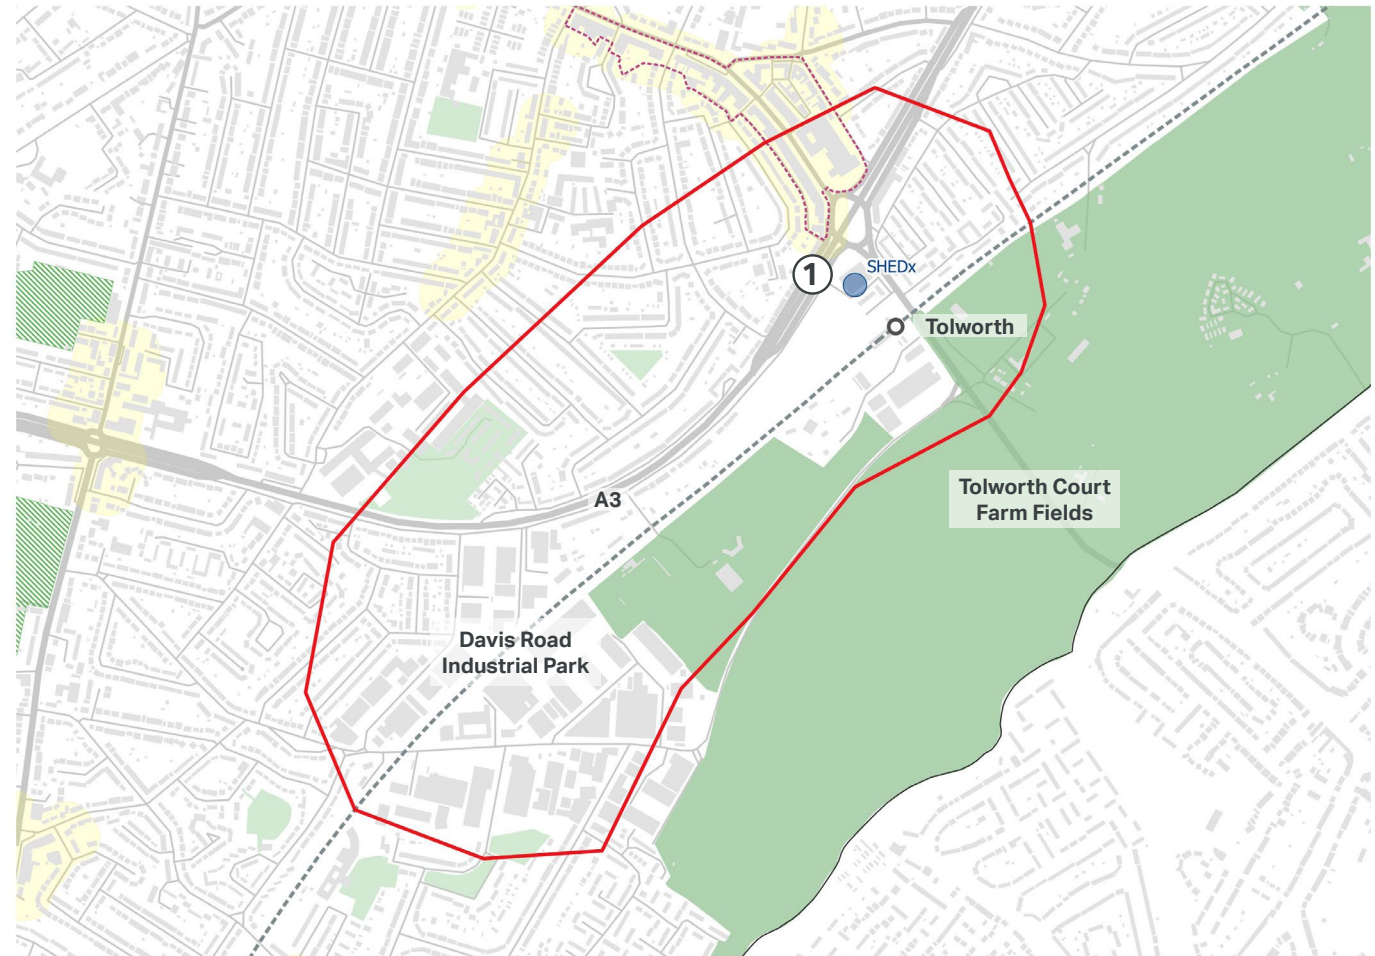 SHEDx
1
Tolworth
A3
Tolworth Court
Farm Fields
Davis Road
Industrial Park